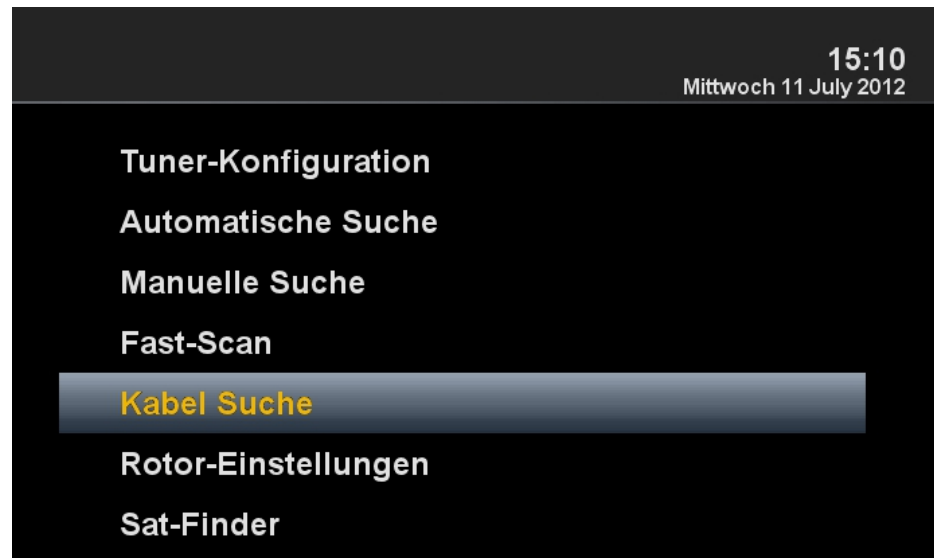 15:10
Mittwoch 11 July 2012
Tuner-Konfiguration
Automatische Suche
Manuelle Suche
Fast-Scan
Kabel Suche
Rotor-Einstellungen
Sat-Finder